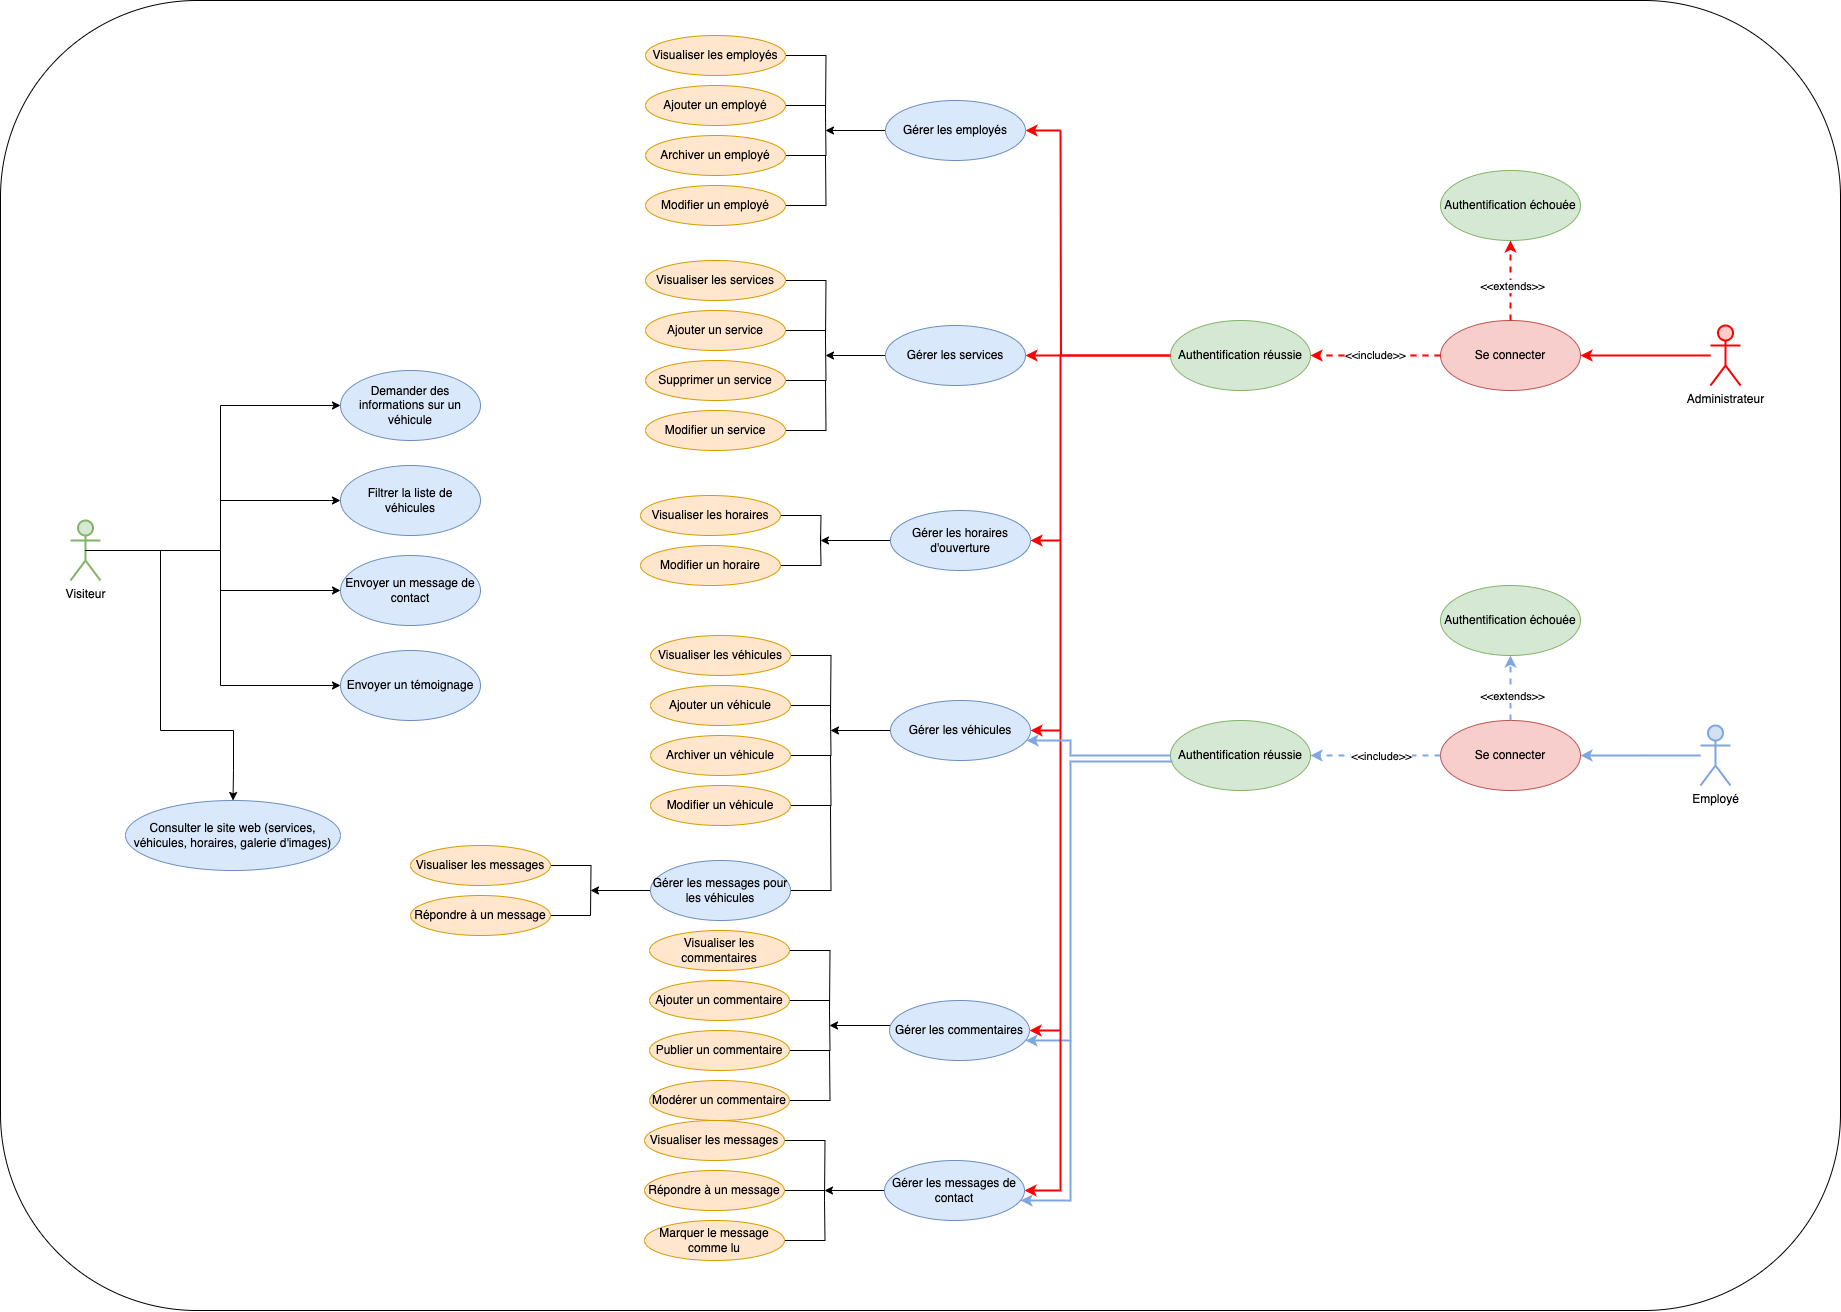 Visualiser les employés
Ajouter un employé
Archiver un employé
Modifier un employé
Gérer les employés
Visualiser les services
Ajouter un service
Supprimer un service
Modifier un service
Gérer les services
Authentification réussie
<<include>>
Se connecter
<<extends>>
Authentification échouée
Administrateur
Demander des
informations sur un
véhicule
Filtrer la liste de
véhicules
Envoyer un message de
contact
Envoyer un témoignage
Visiteur
Consulter le site web (services,
véhicules, horaires, galerie d'images)
Visualiser les horaires
Modifier un horaire
Gérer les horaires
d'ouverture
Visualiser les véhicules
Ajouter un véhicule
Archiver un véhicule
Modifier un véhicule
Gérer les véhicules
Authentification réussie
<<include>>
Se connecter
<<extends>>
Authentification échouée
Employé
Visualiser les messages
Répondre à un message
Gérer les messages pour
les véhicules
Visualiser les
commentaires
Ajouter un commentaire
Publier un commentaire
Modérer un commentaire
Gérer les commentaires
Visualiser les messages
Répondre à un message
Marquer le message
comme lu
Gérer les messages de
contact